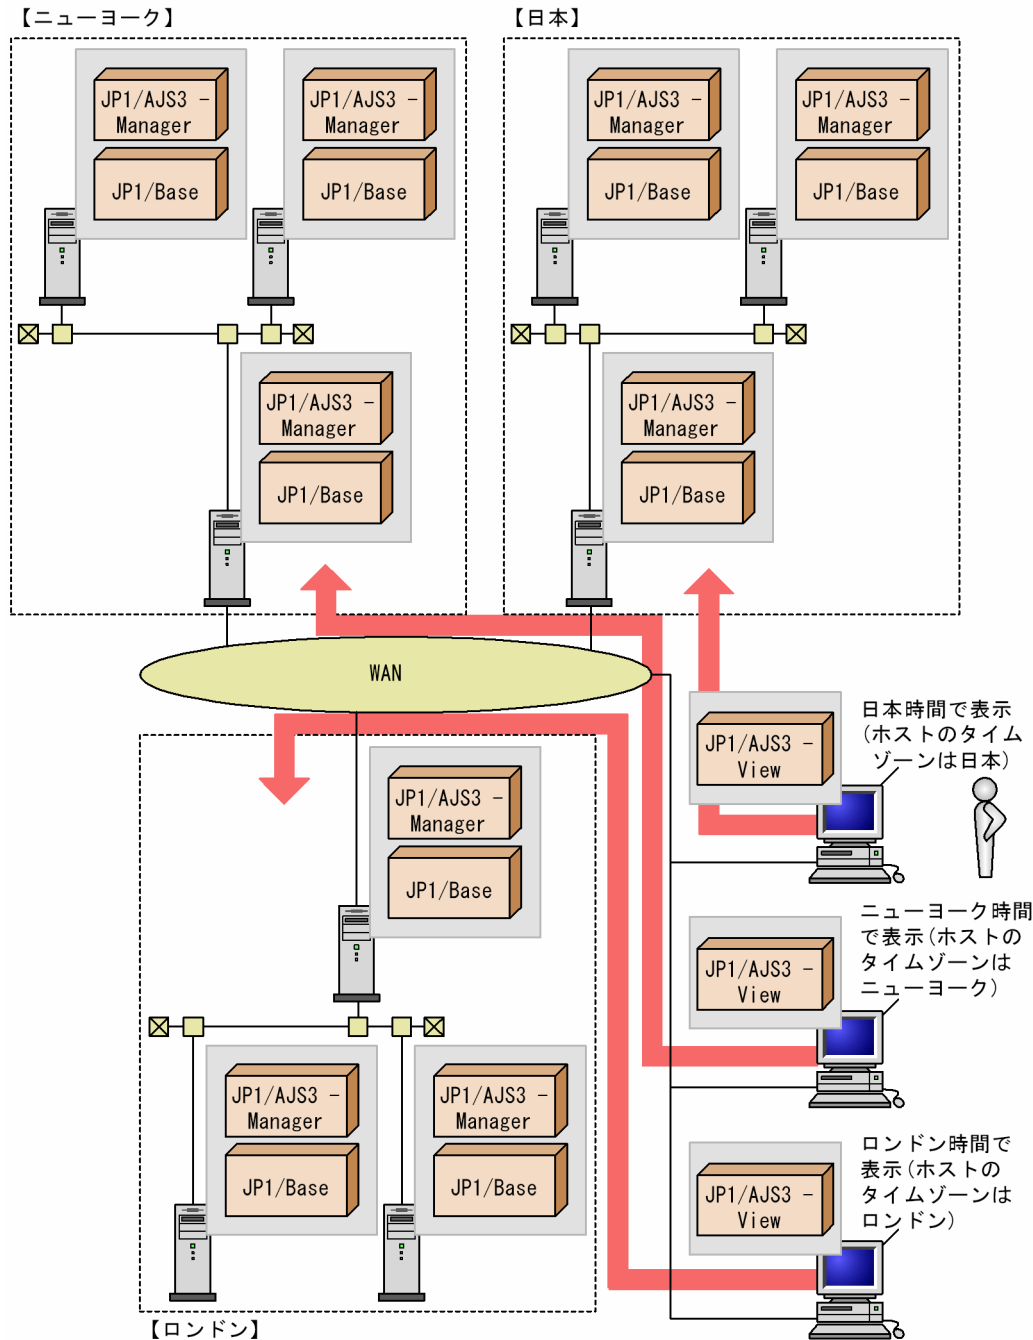 【ニューヨーク】
【日本】
JP1/AJS3 -
Manager
JP1/Base
JP1/AJS3 -
Manager
JP1/Base
JP1/AJS3 -
Manager
JP1/Base
JP1/AJS3 -
Manager
JP1/Base
JP1/AJS3 -
Manager
JP1/Base
JP1/AJS3 -
Manager
JP1/Base
WAN
JP1/AJS3 -
View
日本時間で表示
(ホストのタイム
ゾーンは日本)
JP1/AJS3 -
Manager
JP1/Base
JP1/AJS3 -
View
ニューヨーク時間
で表示(ホストの
タイムゾーンは
ニューヨーク)
JP1/AJS3 -
Manager
JP1/Base
JP1/AJS3 -
Manager
JP1/Base
JP1/AJS3 -
View
ロンドン時間で
表示(ホストの
タイムゾーンは
ロンドン)
【ロンドン】